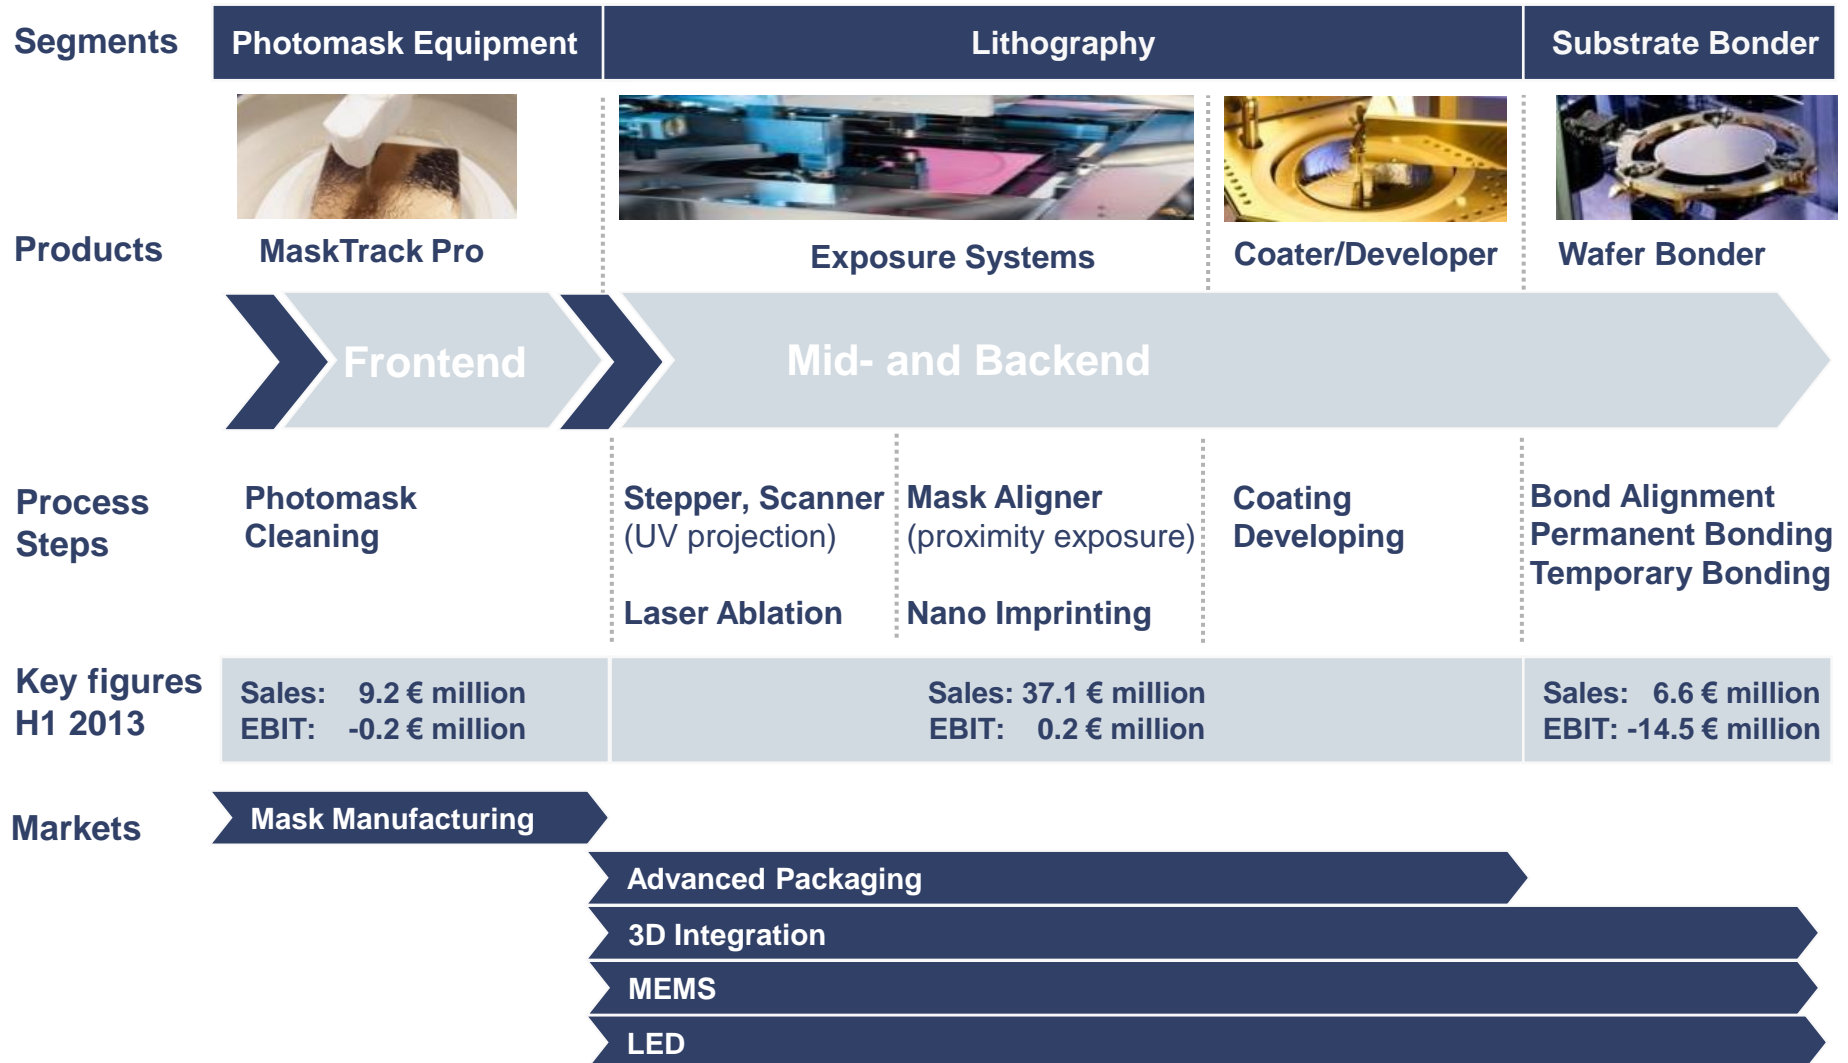 Segments
Photomask Equipment
Lithography
Substrate Bonder
Products
MaskTrack Pro
Exposure Systems
Coater/Developer
Wafer Bonder
Frontend
Mid- and Backend
Process
Steps
Photomask
Cleaning
Stepper, Scanner
(UV projection)
Laser Ablation
Mask Aligner
(proximity exposure)
Nano Imprinting
Coating
Developing
Bond Alignment
Permanent Bonding
Temporary Bonding
Key figures
H1 2013
Sales: 9.2 € million
EBIT: -0.2 € million
Sales: 37.1 € million
EBIT: 0.2 € million
Sales: 6.6 € million
EBIT: -14.5 € million
Markets
Mask Manufacturing
Advanced Packaging
3D Integration
MEMS
LED